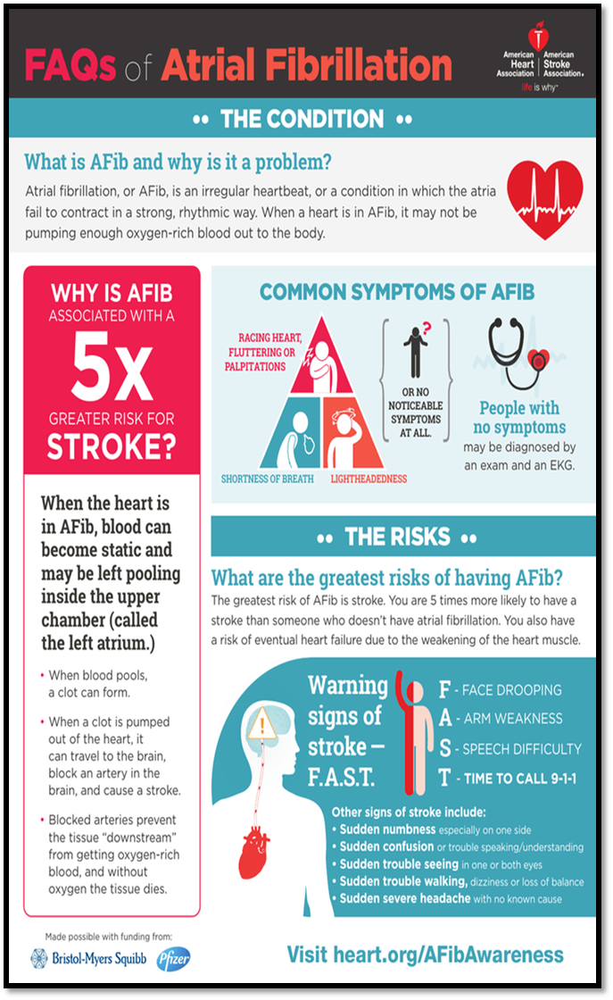 FAQs of Atrial Fibrillation
American
Heart
Association
American
Stroke
Association®
life is why™
•• THE CONDITION ••
What is AFib and why is it a problem?
Atrial fibrillation, or AFib, is an irregular heartbeat, or a condition in which the atria
fail to contract in a strong, rhythmic way. When a heart is in AFib, it may not be
pumping enough oxygen-rich blood out to the body.
WHY IS AFIB
ASSOCIATED WITH A
5x
GREATER RISK FOR
STROKE?
When the heart is
in AFib, blood can
become static and
may be left pooling
inside the upper
chamber (called
the left atrium.)
• When blood pools,
a clot can form.
• When a clot is pumped
out of the heart, it
can travel to the brain,
block an artery in the
brain, and cause a stroke.
• Blocked arteries prevent
the tissue “downstream”
from getting oxygen-rich
blood, and without
oxygen the tissue dies.
COMMON SYMPTOMS OF AFIB
RACING HEART,
FLUTTERING OR
PALPITATIONS
SHORTNESS OF BREATH
LIGHTHEADEDNESS
?
OR NO
NOTICEABLE
SYMPTOMS
AT ALL.
People with
no symptoms
may be diagnosed by
an exam and an EKG.
•• THE RISKS ••
What are the greatest risks of having AFib?
The greatest risk of AFib is stroke. You are 5 times more likely to have a
stroke than someone who doesn’t have atrial fibrillation. You also have
a risk of eventual heart failure due to the weakening of the heart muscle.
Warning
signs of
stroke –
F.A.S.T.
!
F - FACE DROOPING
A - ARM WEAKNESS
S - SPEECH DIFFICULTY
T - TIME TO CALL 9-1-1
Other signs of stroke include:
• Sudden numbness especially on one side
• Sudden confusion or trouble speaking/understanding
• Sudden trouble seeing in one or both eyes
• Sudden trouble walking, dizziness or loss of balance
• Sudden severe headache with no known cause
Made possible with funding from:
Bristol-Myers Squibb
Pfizer
Visit heart.org/AFibAwareness